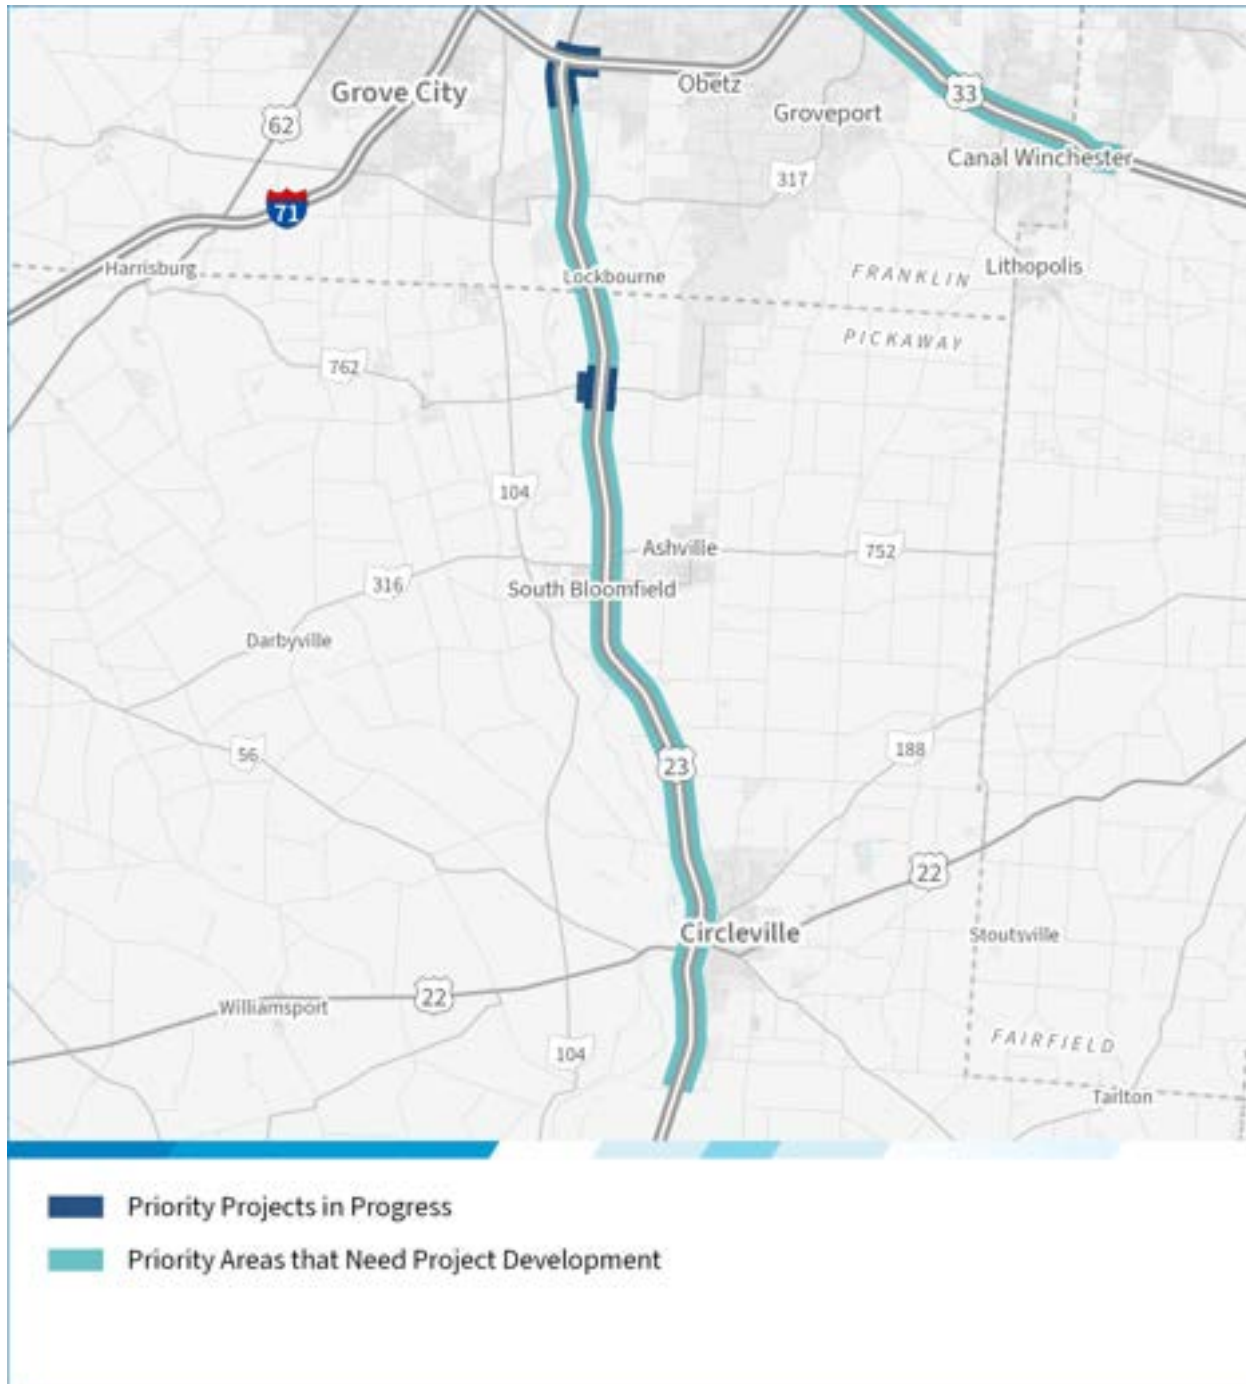 33
Obetz
Grove City
Groveport
62
Canal Winchester
317
71
Harrisburg
Lockbourne
FRANKLIN
Lithopolis
PICKAWAY
762
104
Ashville
752
316
South Bloomfield
Darbyville
188
56
23
22
Circleville
Stoutsville
22
Williamsport
FAIRFIELD
104
Tarlton
Priority Projects in Progress
Priority Areas that Need Project Development